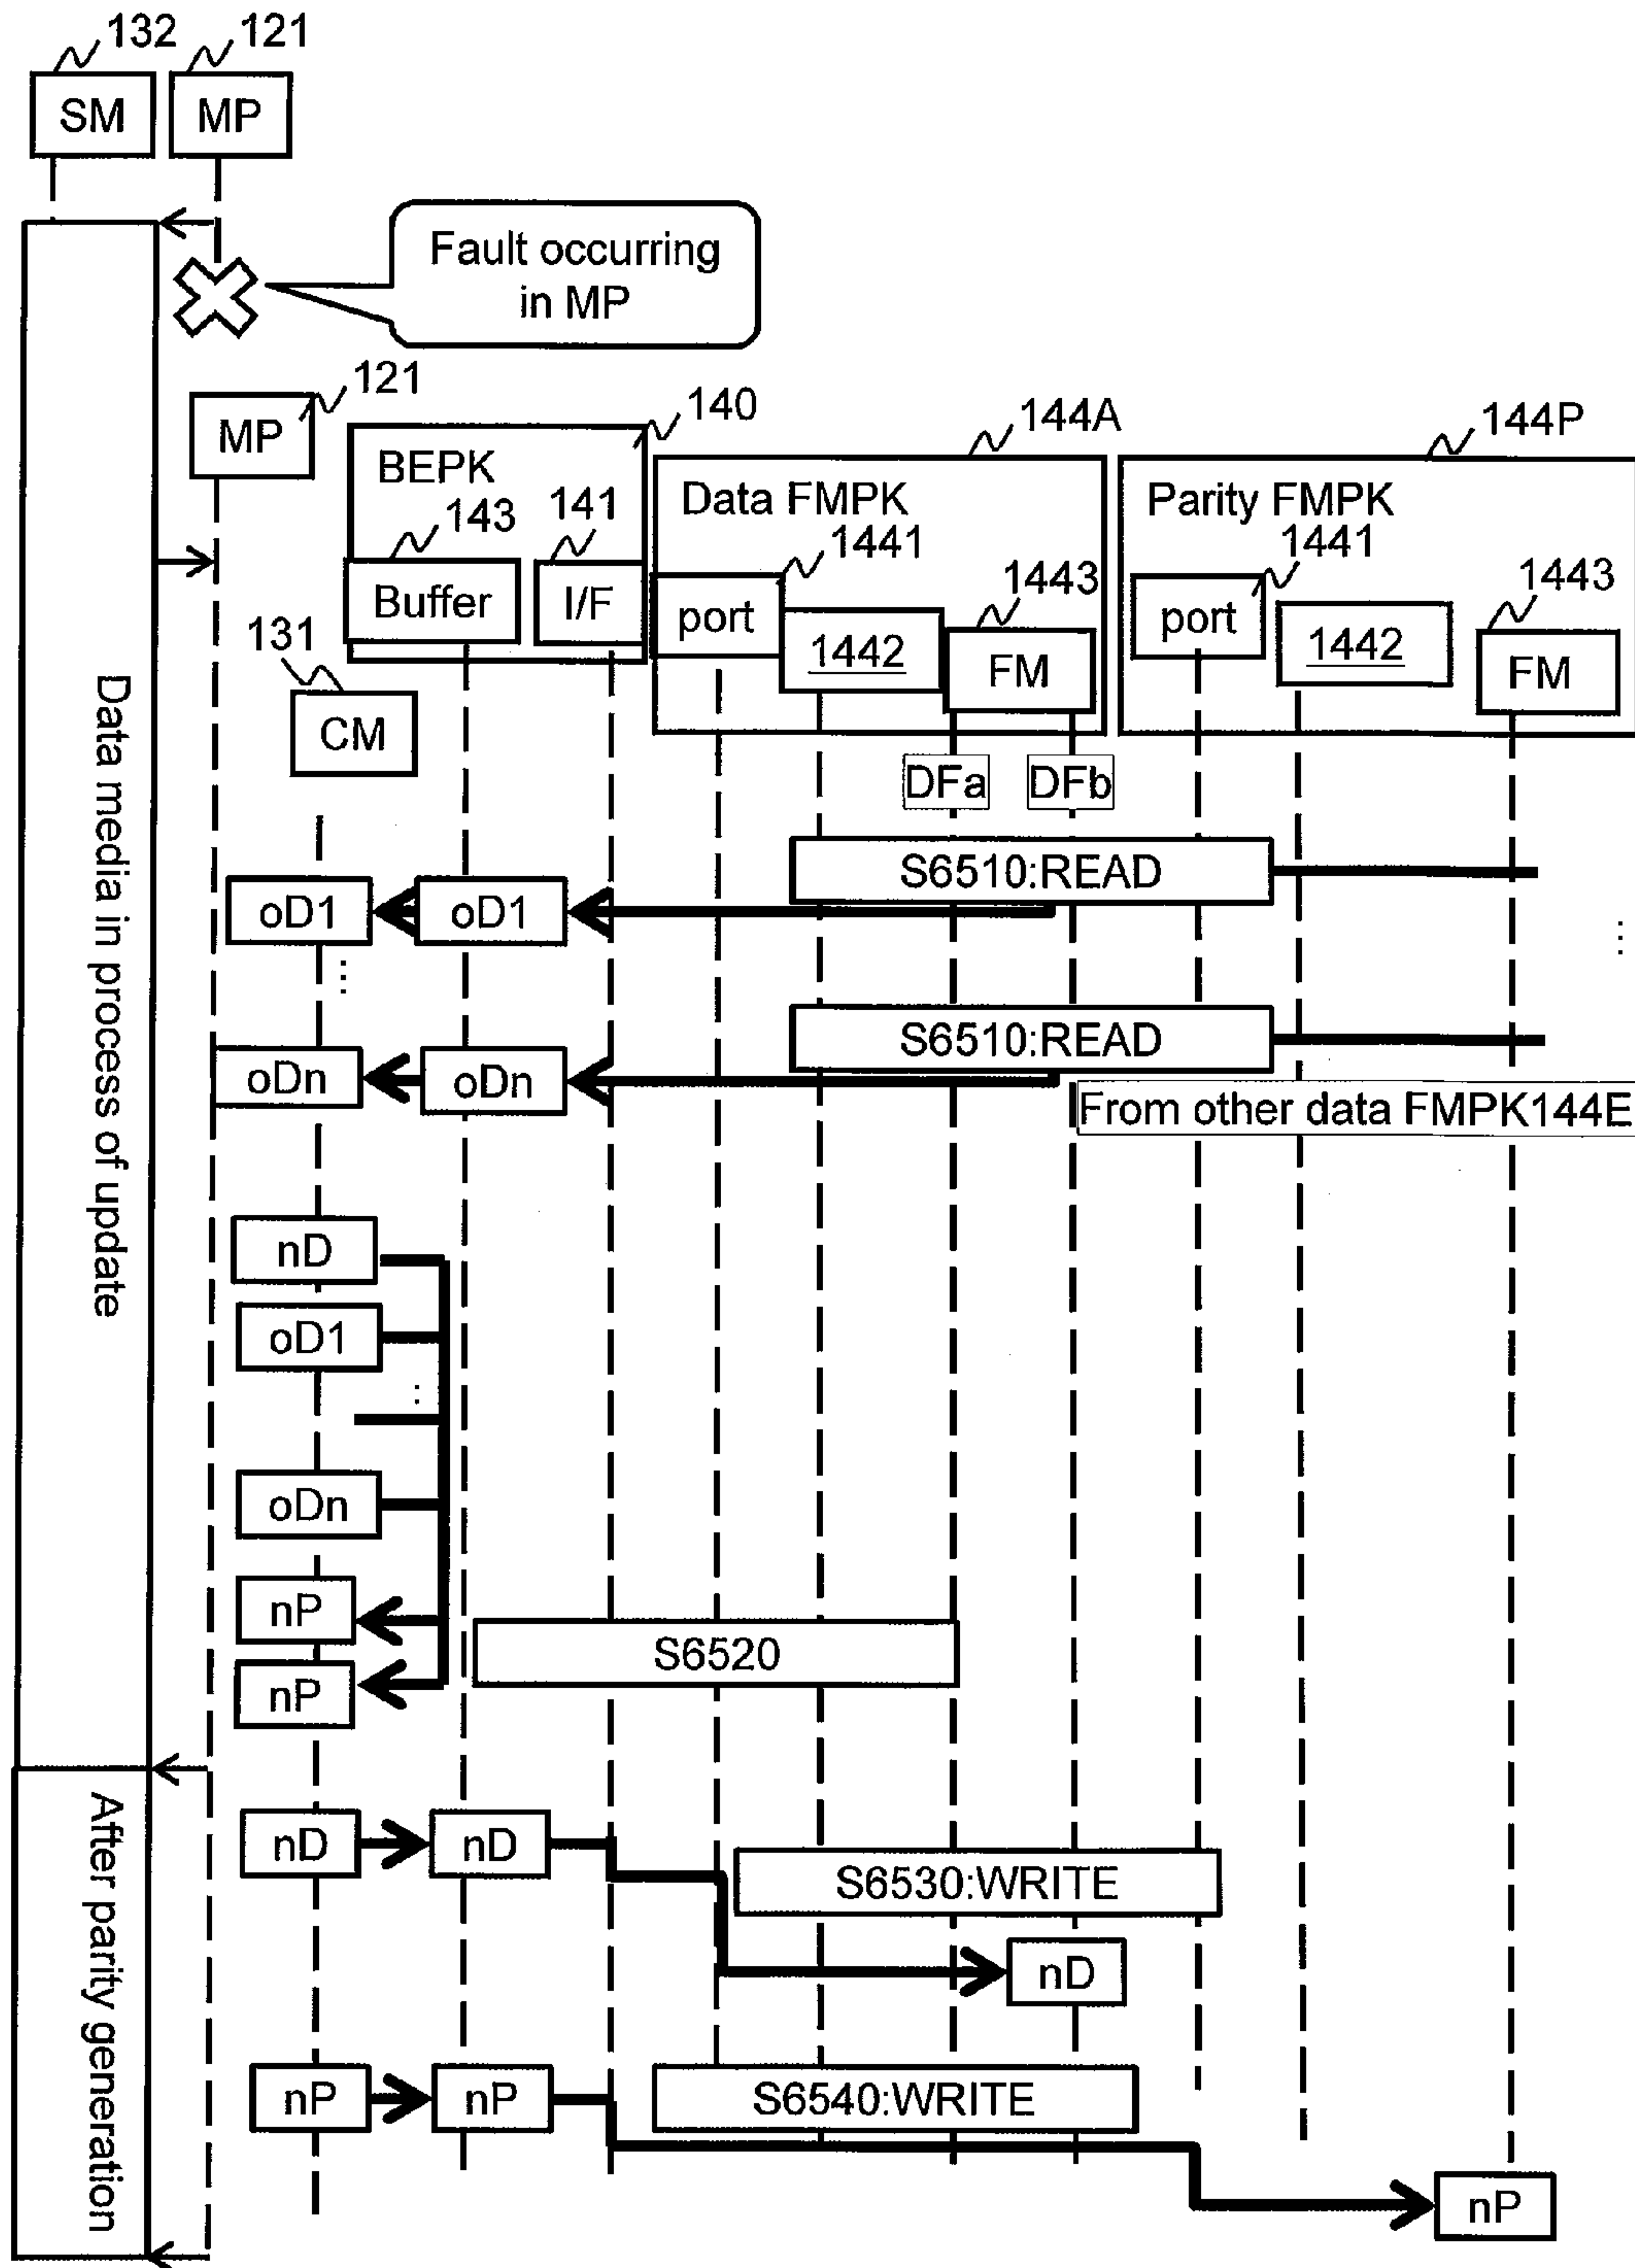 132
121
SM
MP
Fault occurring
in MP
121
MP
140
BEPK
143
141
Buffer
I/F
144A
Data FMPK
1441
port
1442
1443
FM
144P
Parity FMPK
1441
port
1442
1443
FM
131
CM
DFa
DFb
S6510:READ
oD1
oD1
...
...
S6510:READ
oDn
oDn
From other data FMPK144E
Data media in process of update
nD
oD1
..
oDn
nP
nP
S6520
After parity generation
nD
nD
S6530:WRITE
nD
nP
nP
S6540:WRITE
nP